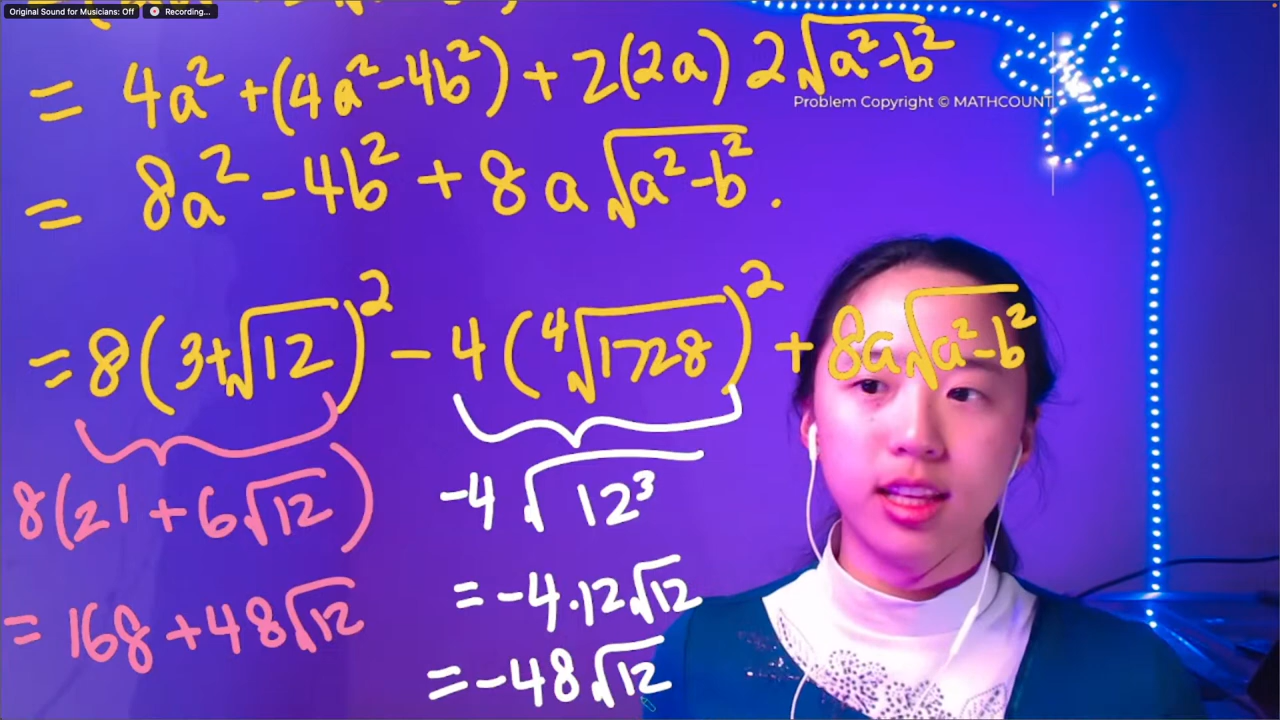 Original Sound for Musicians: Off
Recording...
= 4a² + (4a² - 4b²) + 2(2a) 2√(a² - b²)
Problem Copyright © MATHCOUNT
= 8a² - 4b² + 8a√(a² - b²).
= 8(3+√12)² - 4(⁴√1728)² + 8a√(a² - b²)
8(21 + 6√12)
= 168 + 48√12
-4√12³
= -4·12√12
= -48√12